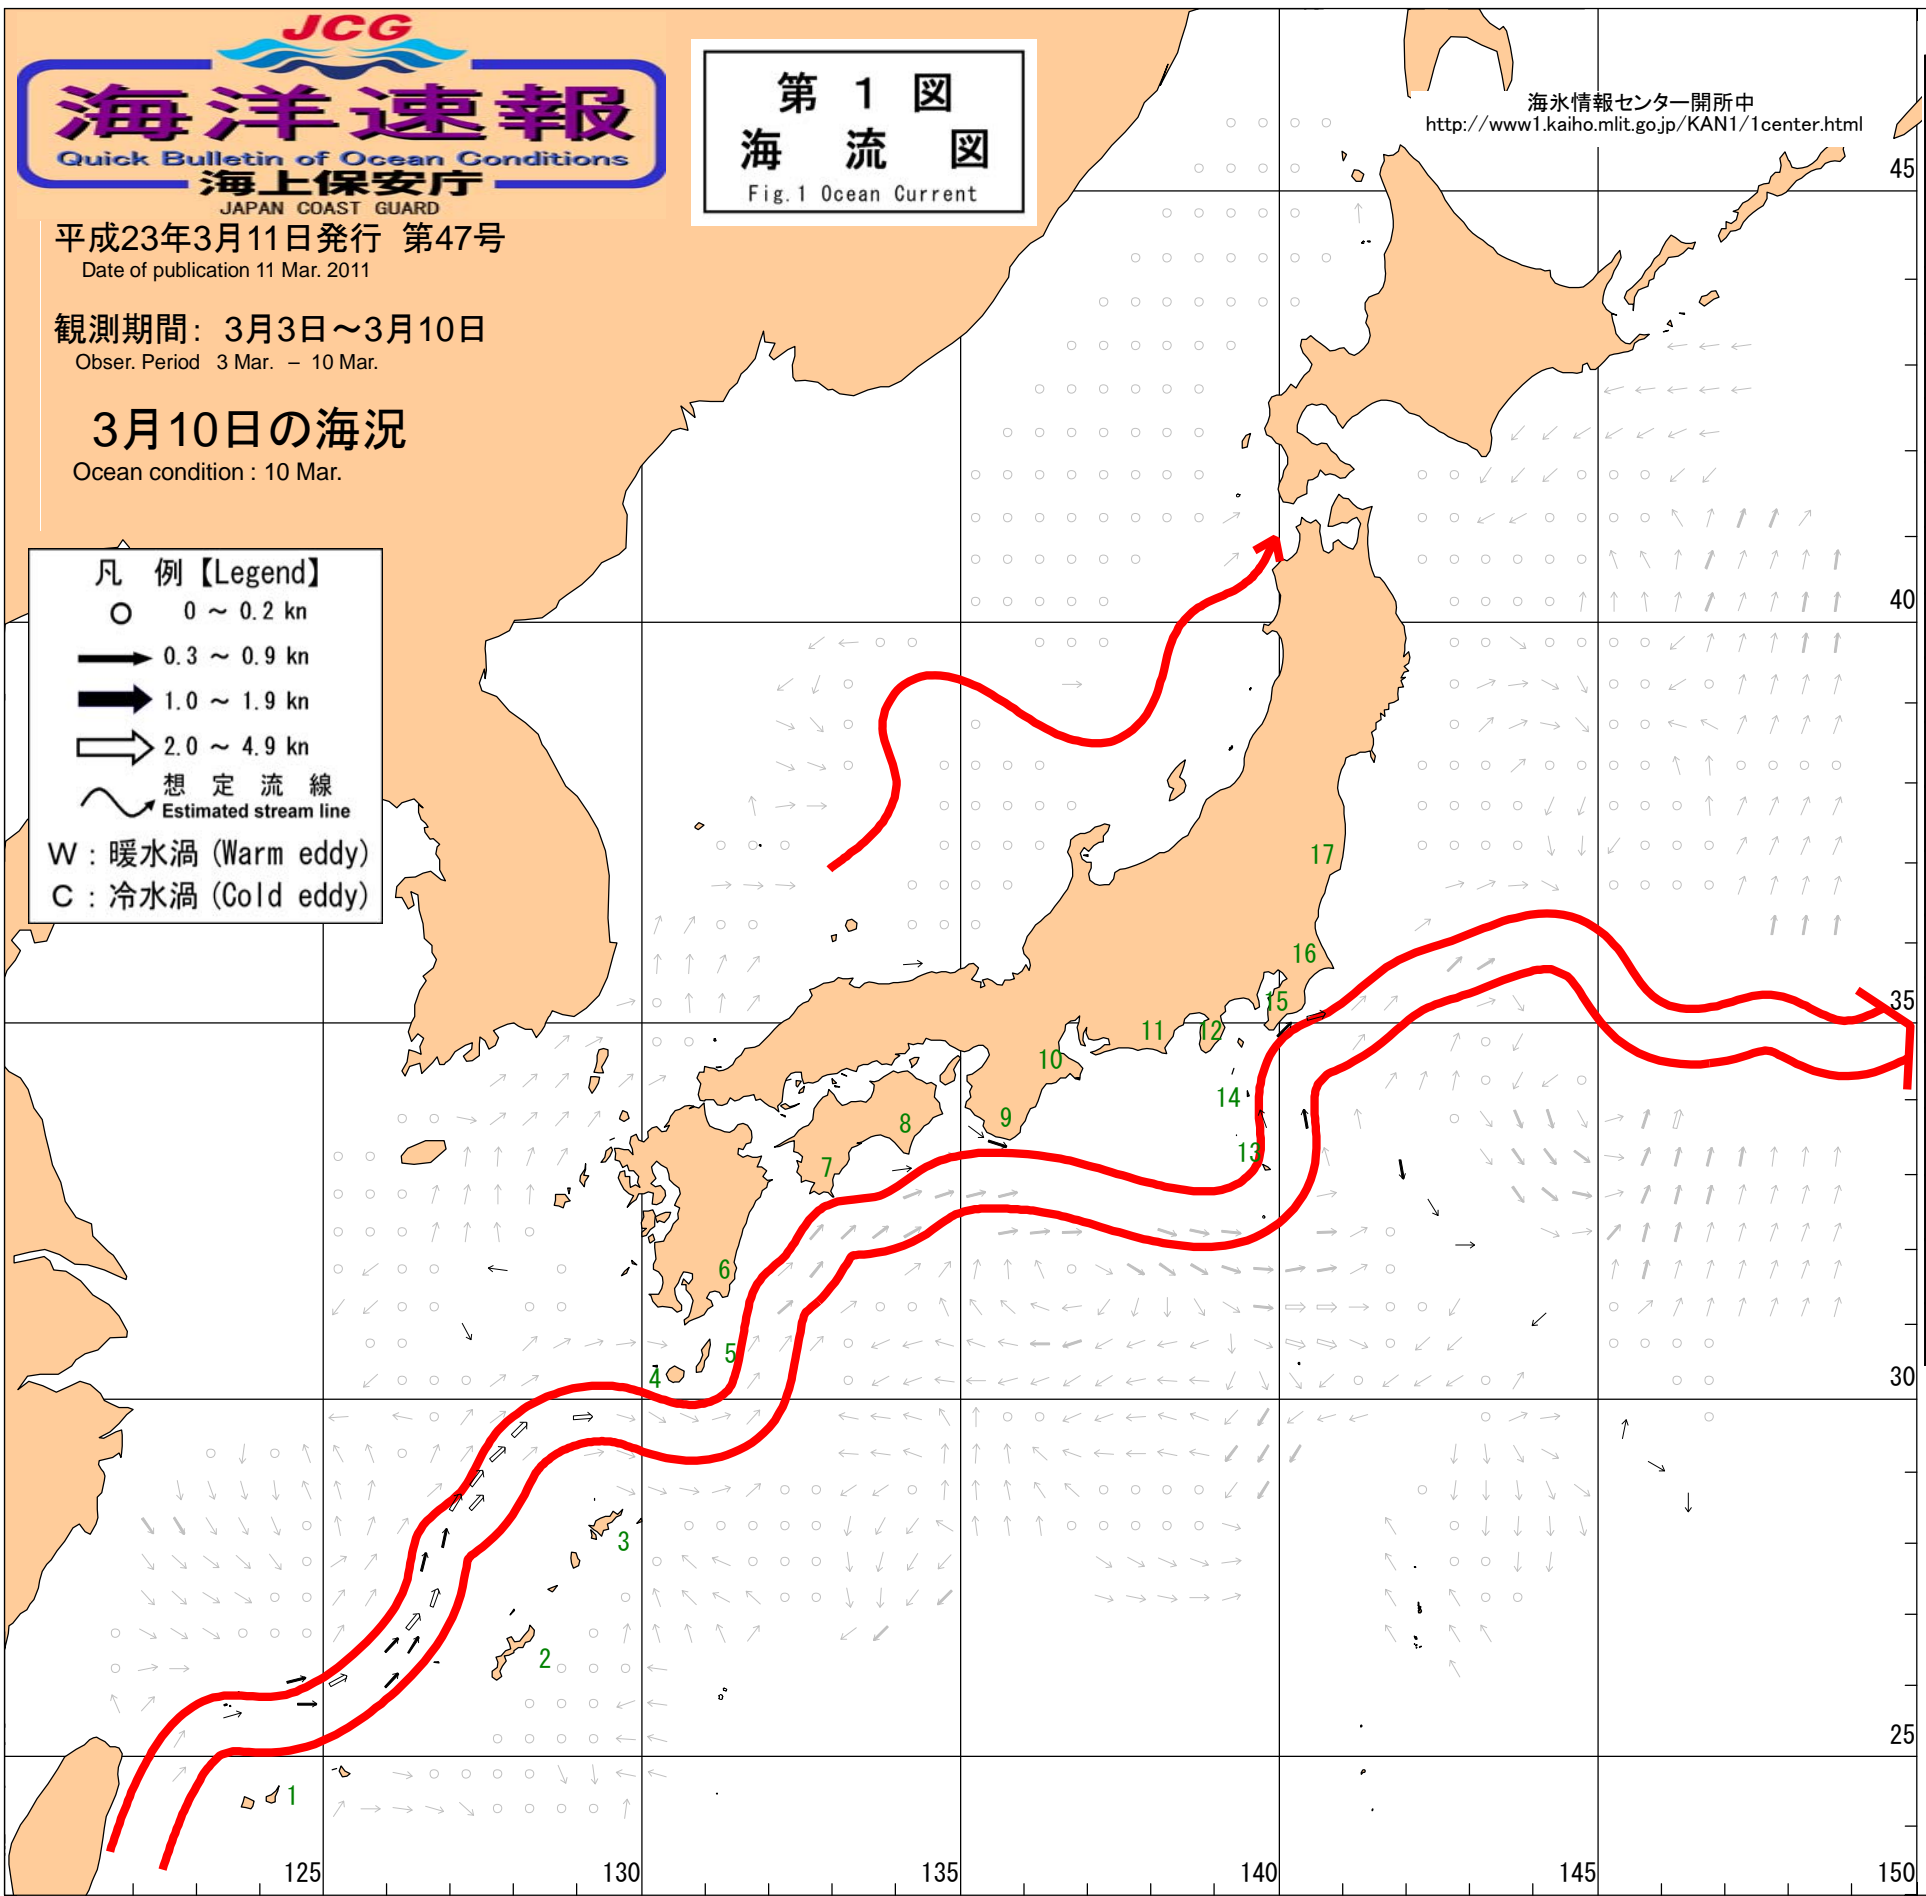 JCG
海洋速報
Quick Bulletin of Ocean Conditions
海上保安庁
JAPAN COAST GUARD
第 1 図
海 流 図
Fig.1 Ocean Current
海氷情報センター開所中
http://www1.kaiho.mlit.go.jp/KAN1/1center.html
平成23年3月11日発行 第47号
Date of publication 11 Mar. 2011
観測期間: 3月3日～3月10日
Obser. Period 3 Mar. – 10 Mar.
3月10日の海況
Ocean condition : 10 Mar.
凡 例【Legend】
0 ～ 0.2 kn
0.3 ～ 0.9 kn
1.0 ～ 1.9 kn
2.0 ～ 4.9 kn
想 定 流 線
Estimated stream line
W : 暖水渦 (Warm eddy)
C : 冷水渦 (Cold eddy)
45
40
35
30
25
17
16
15
12
11
10
14
9
8
13
7
6
5
4
3
2
1
125
130
135
140
145
150